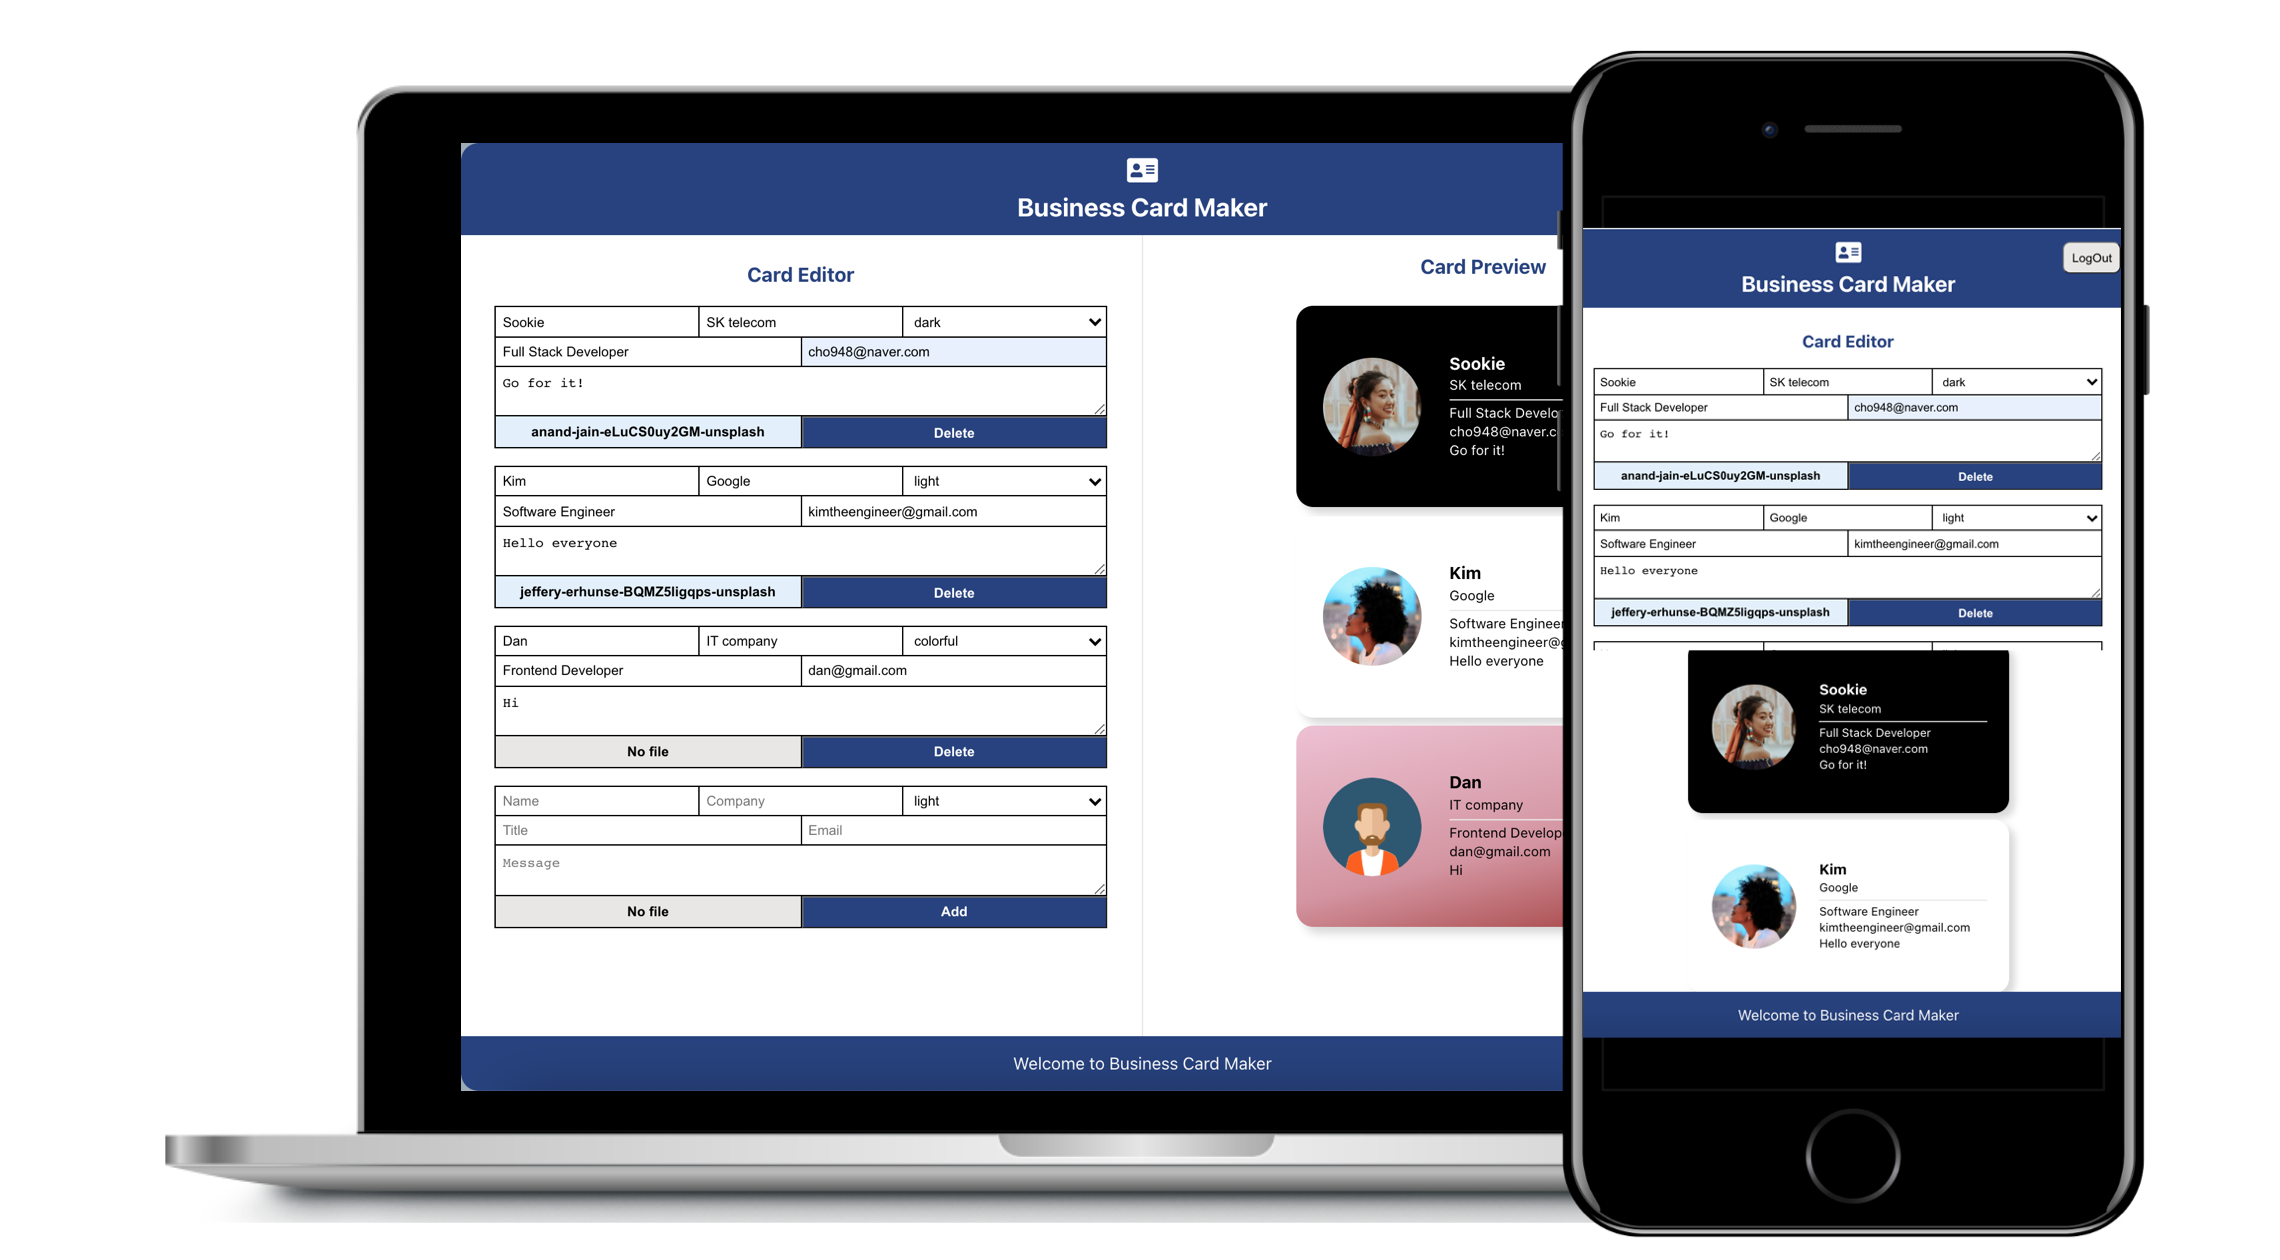 Business Card Maker
Card Editor
Sookie SK telecom dark
Full Stack Developer cho948@naver.com
Go for it!
anand-jain-eLuCS0uy2GM-unsplash Delete
Kim Google light
Software Engineer kimtheengineer@gmail.com
Hello everyone
jeffery-erhunse-BQMZ5ligqps-unsplash Delete
Dan IT company colorful
Frontend Developer dan@gmail.com
Hi
No file Delete
Name Company light
Title Email
Message
No file Add
Card Preview
Sookie
SK telecom
Full Stack Develo
cho948@naver.c
Go for it!
Kim
Google
Software Engineer
kimtheengineer@g
Hello everyone
Dan
IT company
Frontend Develop
dan@gmail.com
Hi
Welcome to Business Card Maker
LogOut
Business Card Maker
Card Editor
Sookie SK telecom dark
Full Stack Developer cho948@naver.com
Go for it!
anand-jain-eLuCS0uy2GM-unsplash Delete
Kim Google light
Software Engineer kimtheengineer@gmail.com
Hello everyone
jeffery-erhunse-BQMZ5ligqps-unsplash Delete
Sookie
SK telecom
Full Stack Developer
cho948@naver.com
Go for it!
Kim
Google
Software Engineer
kimtheengineer@gmail.com
Hello everyone
Welcome to Business Card Maker